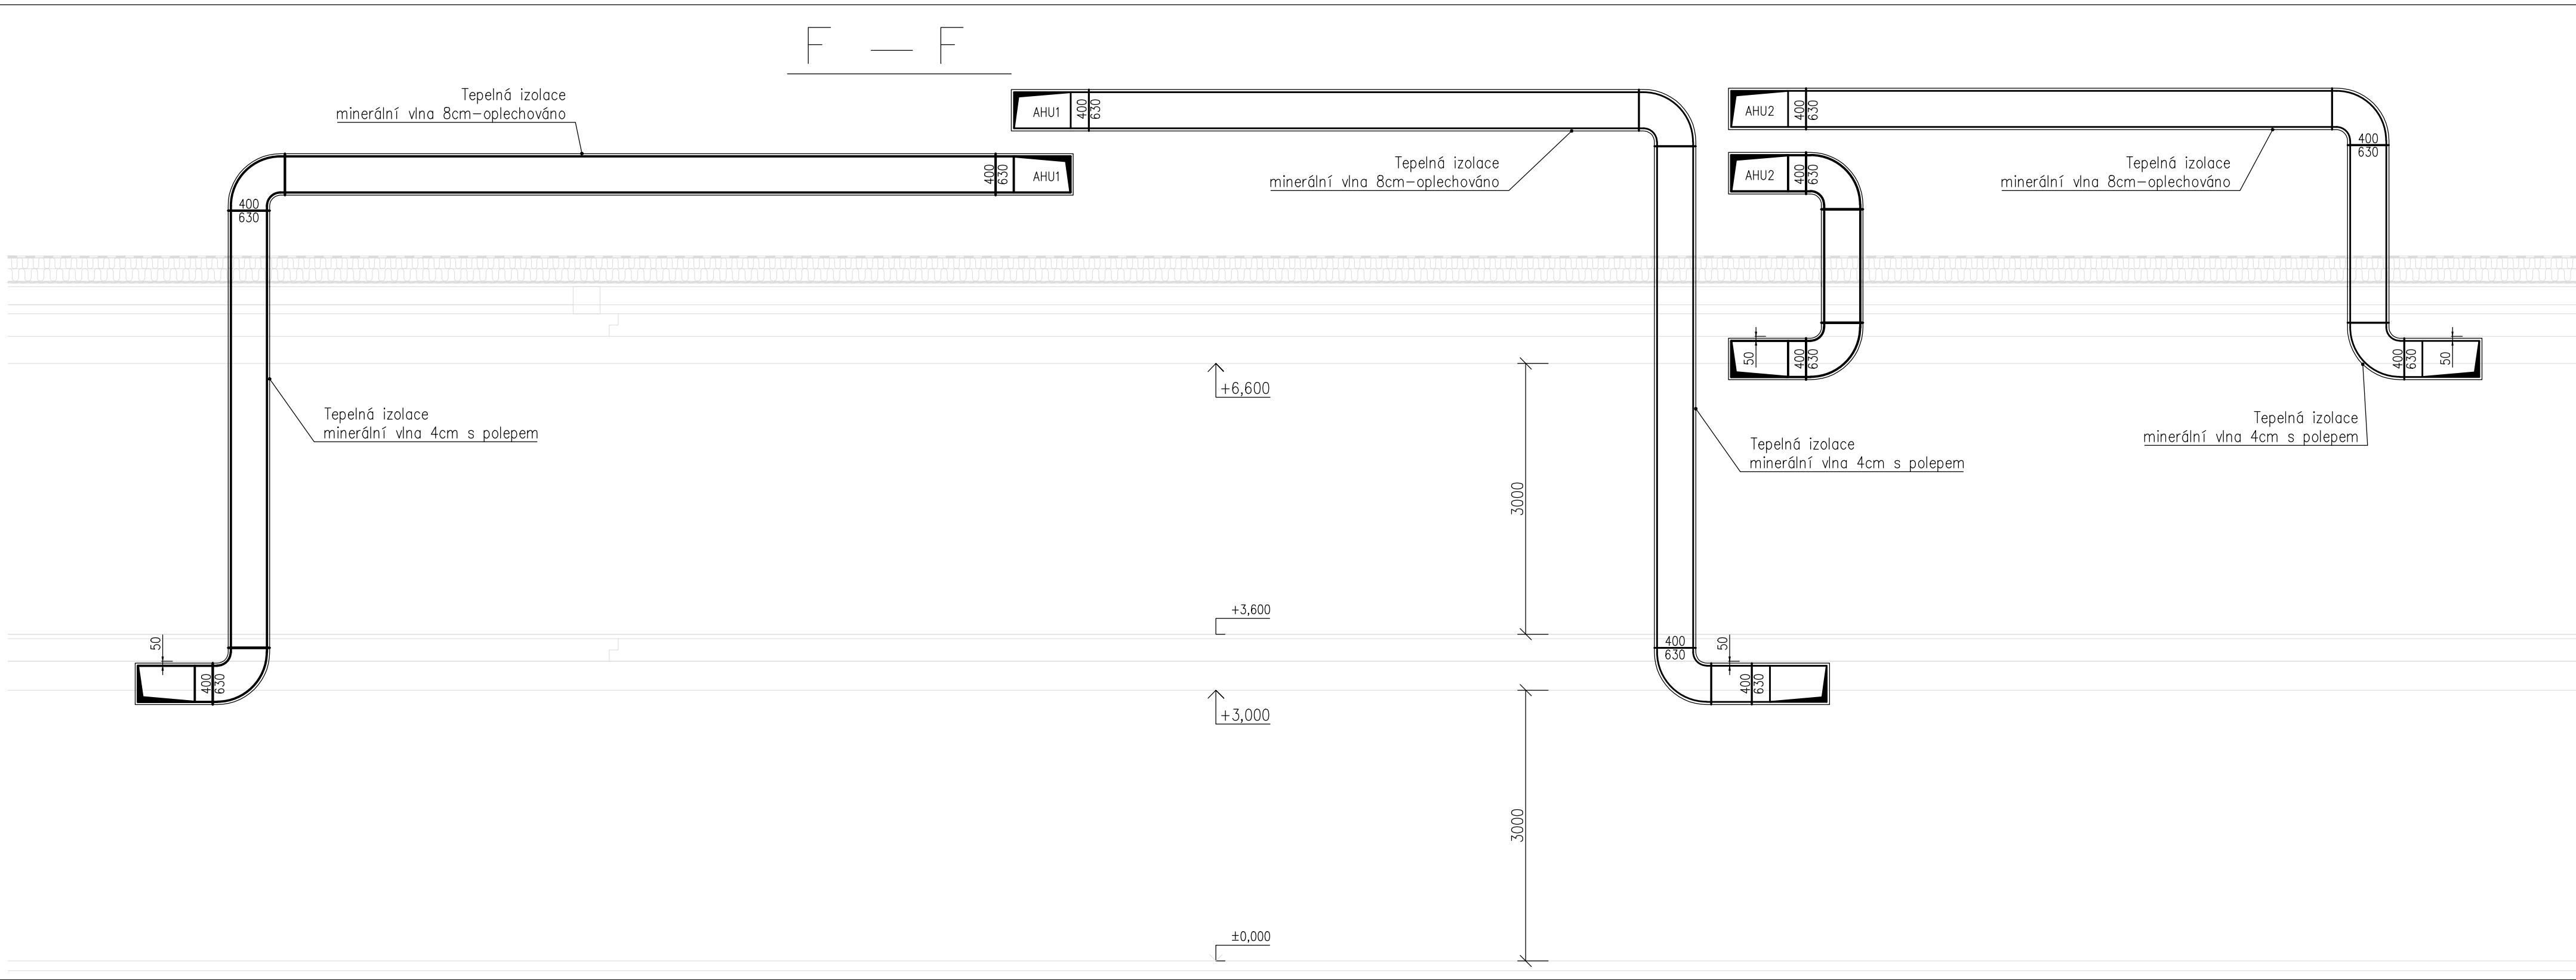 F — F
Tepelná izolace
minerální vlna 8cm-oplechováno
AHU1
400
630
AHU2
400
630
400
630
AHU1
400
630
Tepelná izolace
minerální vlna 8cm-oplechováno
AHU2
400
630
Tepelná izolace
minerální vlna 8cm-oplechováno
400
630
400
630
50
400
630
400
630
50
+6,600
Tepelná izolace
minerální vlna 4cm s polepem
Tepelná izolace
minerální vlna 4cm s polepem
Tepelná izolace
minerální vlna 4cm s polepem
3000
+3,600
50
400
630
400
630
50
400
630
+3,000
3000
±0,000